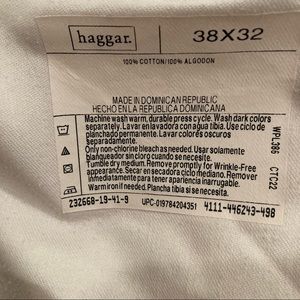 haggar.
38X32
100% COTTON/100% ALGODON
MADE IN DOMINICAN REPUBLIC
HECHO EN LA REPUBLICA DOMINICANA
Machine wash warm, durable press cycle. Wash dark colors
separately. Lavar en lavadora con agua tibia. Use ciclo de
planchado permanente. Lavar colores oscuros
separadamente.
Only non-chlorine bleach as needed. Usar solamente
blanqueador sin cloro cuando sea necesario.
Tumble dry medium. Remove promptly for Wrinkle-Free
appearance. Secar en secadora ciclo mediano. Remover
inmediatamente para tener apariencia inarrugable.
Warm iron if needed. Plancha tibia si se necesita.
WPL386 CTC22
232668-19-41-9
UPC-019784204351
4111-446243-498